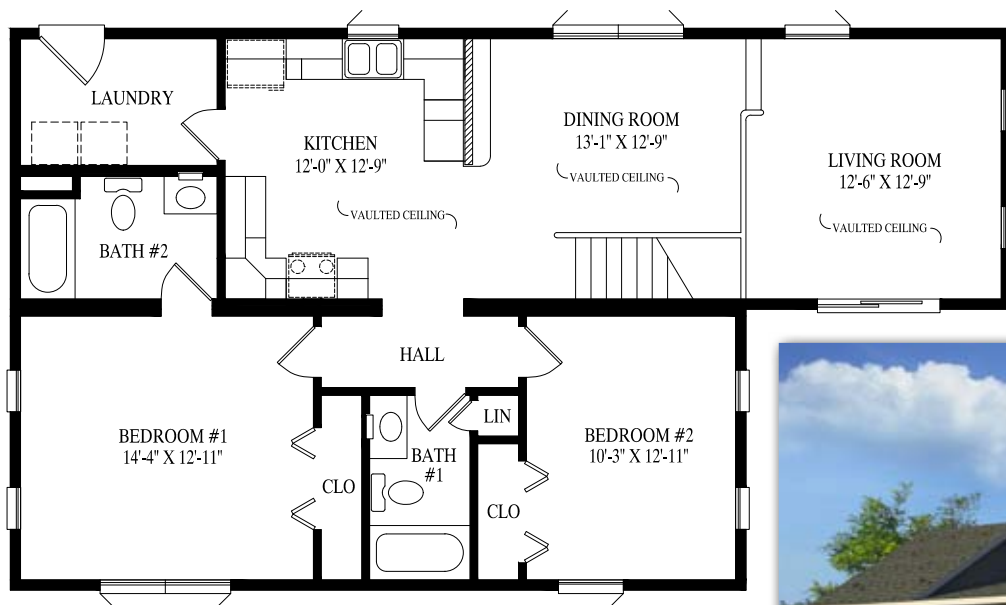 LAUNDRY
KITCHEN
12'-0" X 12'-9"
VAULTED CEILING
DINING ROOM
13'-1" X 12'-9"
VAULTED CEILING
LIVING ROOM
12'-6" X 12'-9"
VAULTED CEILING
BATH #2
HALL
BEDROOM #1
14'-4" X 12'-11"
CLO
BATH
#1
LIN
CLO
BEDROOM #2
10'-3" X 12'-11"